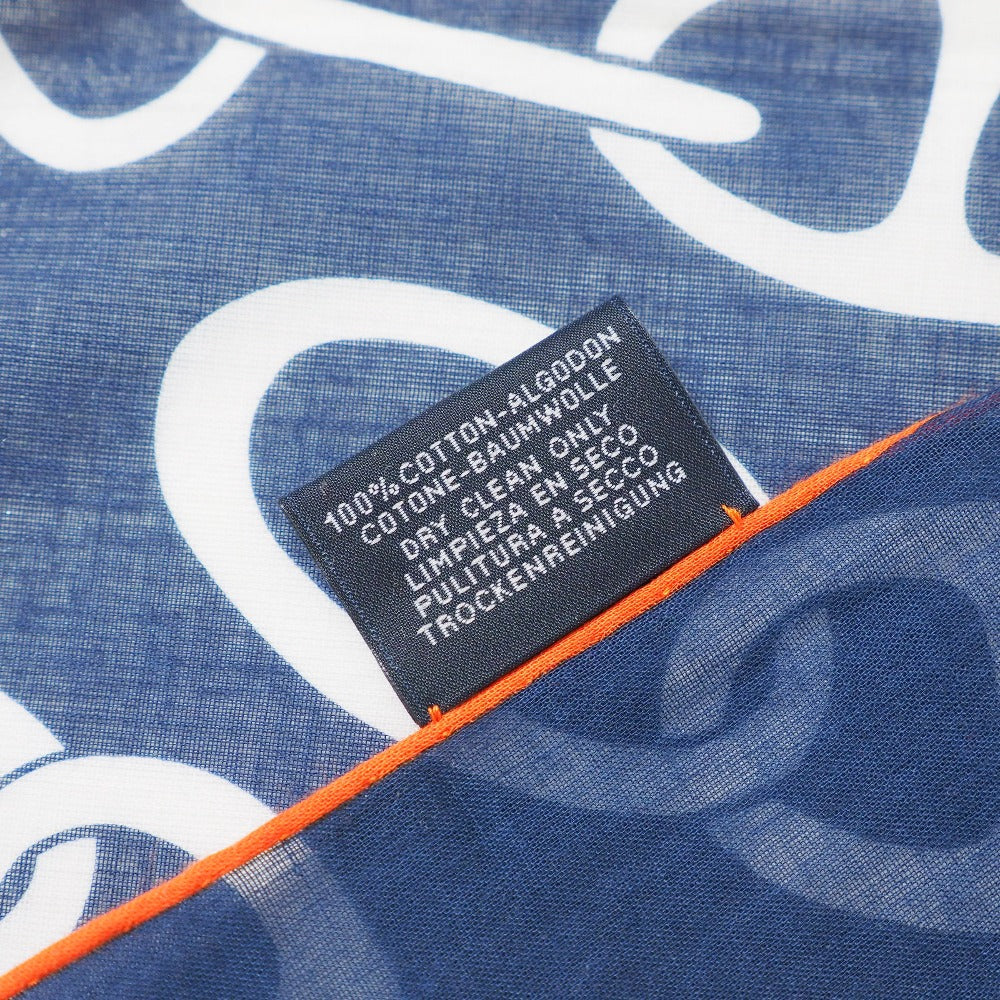 100% COTTON-ALGODON
COTONE-BAUMWOLLE
DRY CLEAN ONLY
LIMPIEZA EN SECO
PULITURA A SECCO
TROCKENREINIGUNG